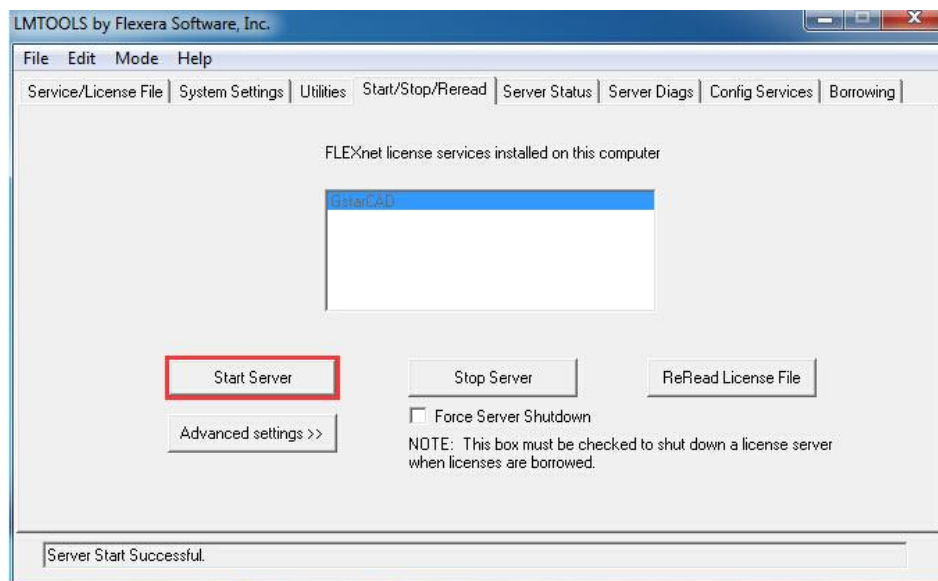 LMTOOLS by Flexera Software, Inc.
File Edit Mode Help
Service/License File System Settings Utilities Start/Stop/Reread Server Status Server Diags Config Services Borrowing
FLEXnet license services installed on this computer
GstarCAD
Start Server Stop Server ReRead License File
Force Server Shutdown
Advanced settings >>
NOTE: This box must be checked to shut down a license server
when licenses are borrowed.
Server Start Successful.